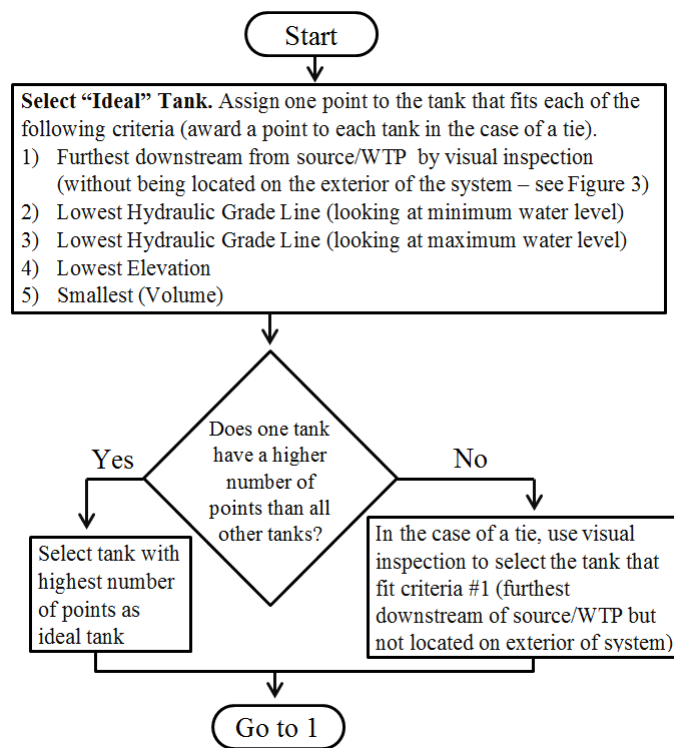 Start
Select “Ideal” Tank. Assign one point to the tank that fits each of the
following criteria (award a point to each tank in the case of a tie).
1) Furthest downstream from source/WTP by visual inspection
(without being located on the exterior of the system – see Figure 3)
2) Lowest Hydraulic Grade Line (looking at minimum water level)
3) Lowest Hydraulic Grade Line (looking at maximum water level)
4) Lowest Elevation
5) Smallest (Volume)
Does one tank
have a higher
number of
points than all
other tanks?
Yes
No
Select tank with
highest number
of points as
ideal tank
In the case of a tie, use visual
inspection to select the tank that
fit criteria #1 (furthest
downstream of source/WTP but
not located on exterior of system)
Go to 1